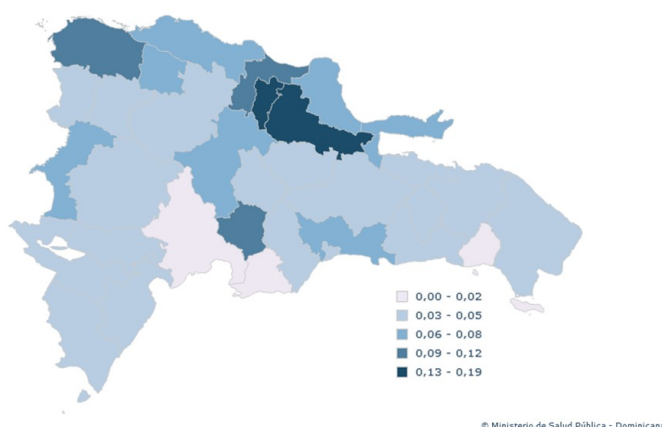 0,00 - 0,02
0,03 - 0,05
0,06 - 0,08
0,09 - 0,12
0,13 - 0,19
© Ministerio de Salud Pública - Dominicana